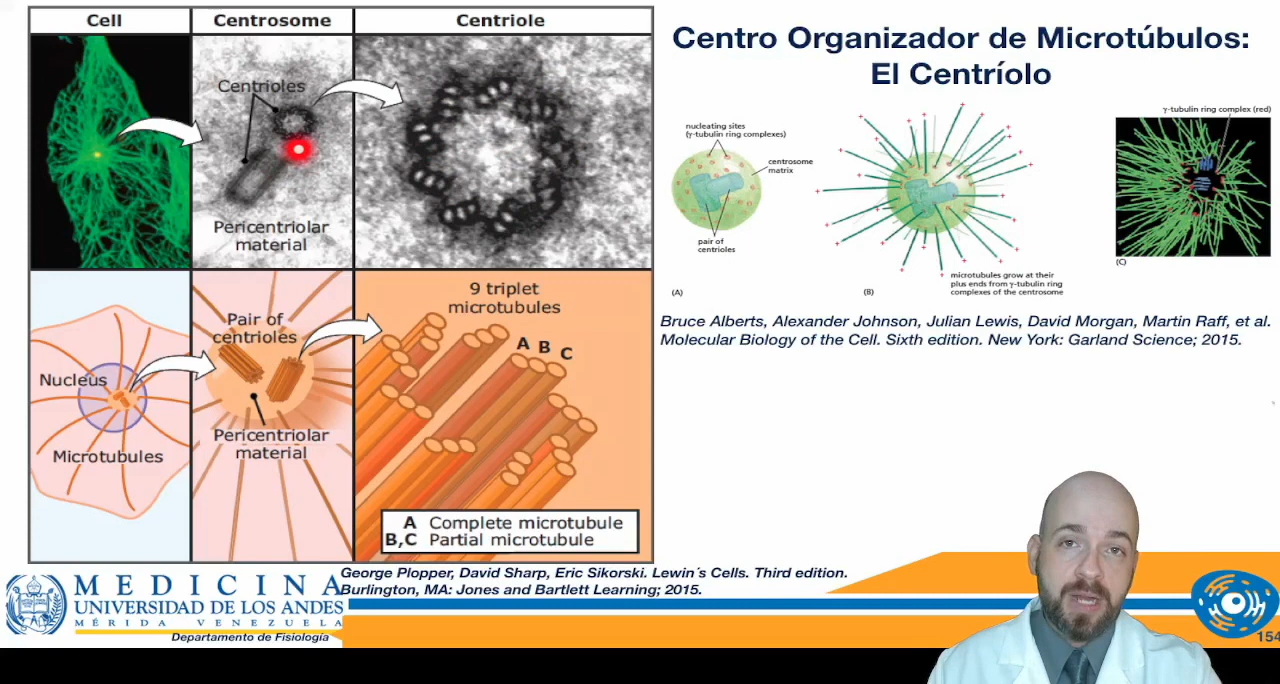 Cell
Centrosome
Centriole
Centrioles
Pericentriolar
material
Nucleus
Microtubules
Pair of
centrioles
Pericentriolar
material
9 triplet
microtubules
A B C
A Complete microtubule
B,C Partial microtubule
Centro Organizador de Microtúbulos:
El Centríolo
nucleating sites
(γ-tubulin ring complexes)
centrosome
matrix
pair of
centrioles
(A)
microtubules grow at their
plus ends from γ-tubulin ring
complexes of the centrosome
(B)
γ-tubulin ring complex (red)
(C)
Bruce Alberts, Alexander Johnson, Julian Lewis, David Morgan, Martin Raff, et al.
Molecular Biology of the Cell. Sixth edition. New York: Garland Science; 2015.
George Plopper, David Sharp, Eric Sikorski. Lewin´s Cells. Third edition.
Burlington, MA: Jones and Bartlett Learning; 2015.
MEDICINA
UNIVERSIDAD DE LOS ANDES
MÉRIDA VENEZUELA
Departamento de Fisiología
154